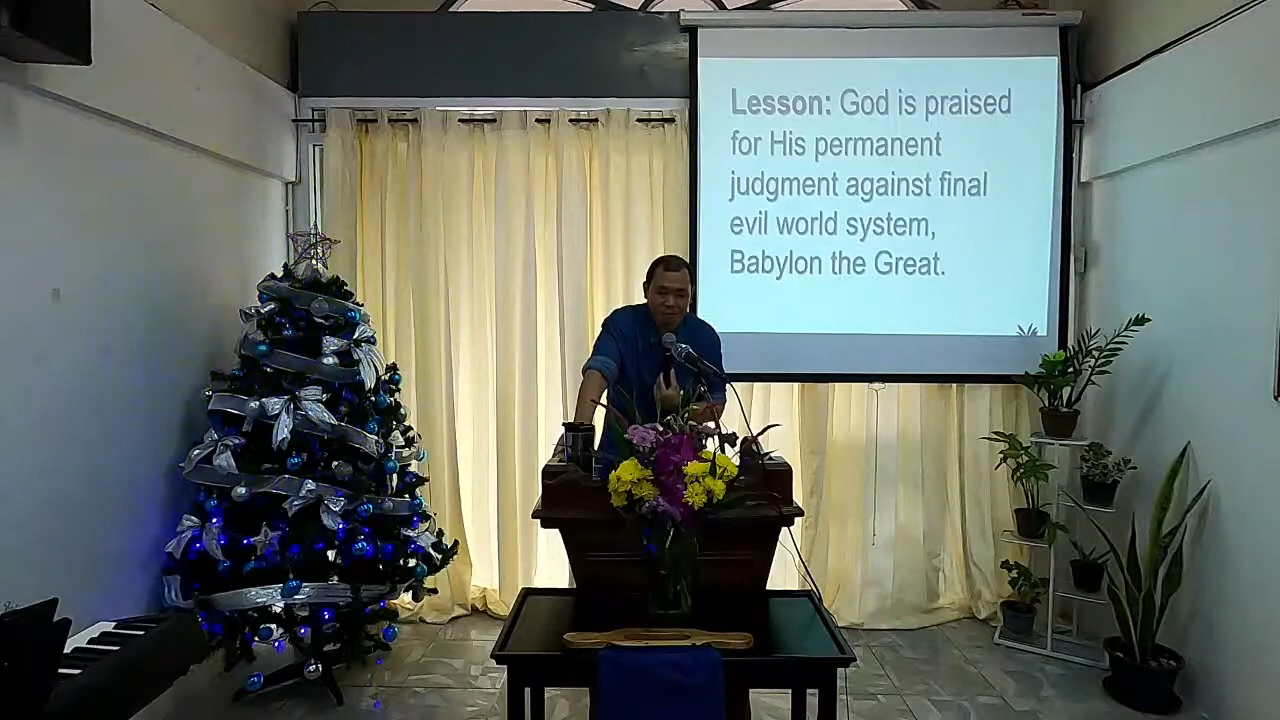 Lesson: God is praised
for His permanent
judgment against final
evil world system,
Babylon the Great.